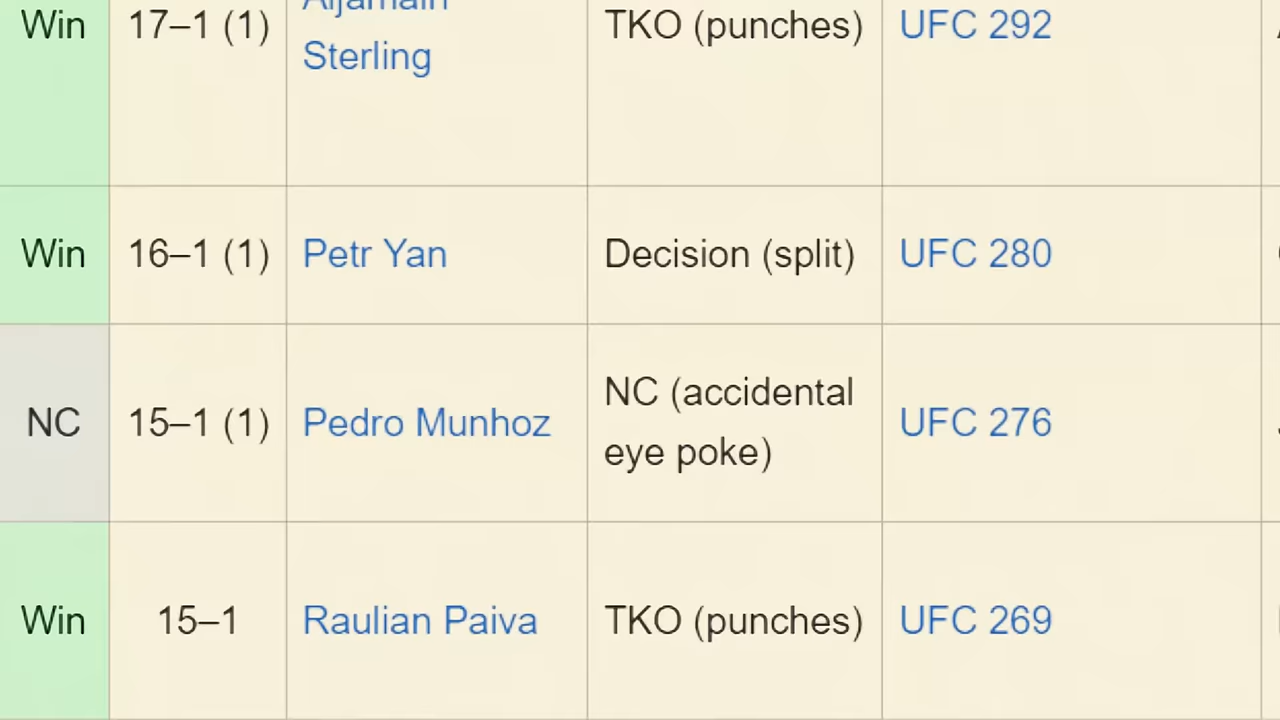 Win 17–1 (1) Aljamain Sterling TKO (punches) UFC 292
Win 16–1 (1) Petr Yan Decision (split) UFC 280
NC 15–1 (1) Pedro Munhoz NC (accidental eye poke) UFC 276
Win 15–1 Raulian Paiva TKO (punches) UFC 269